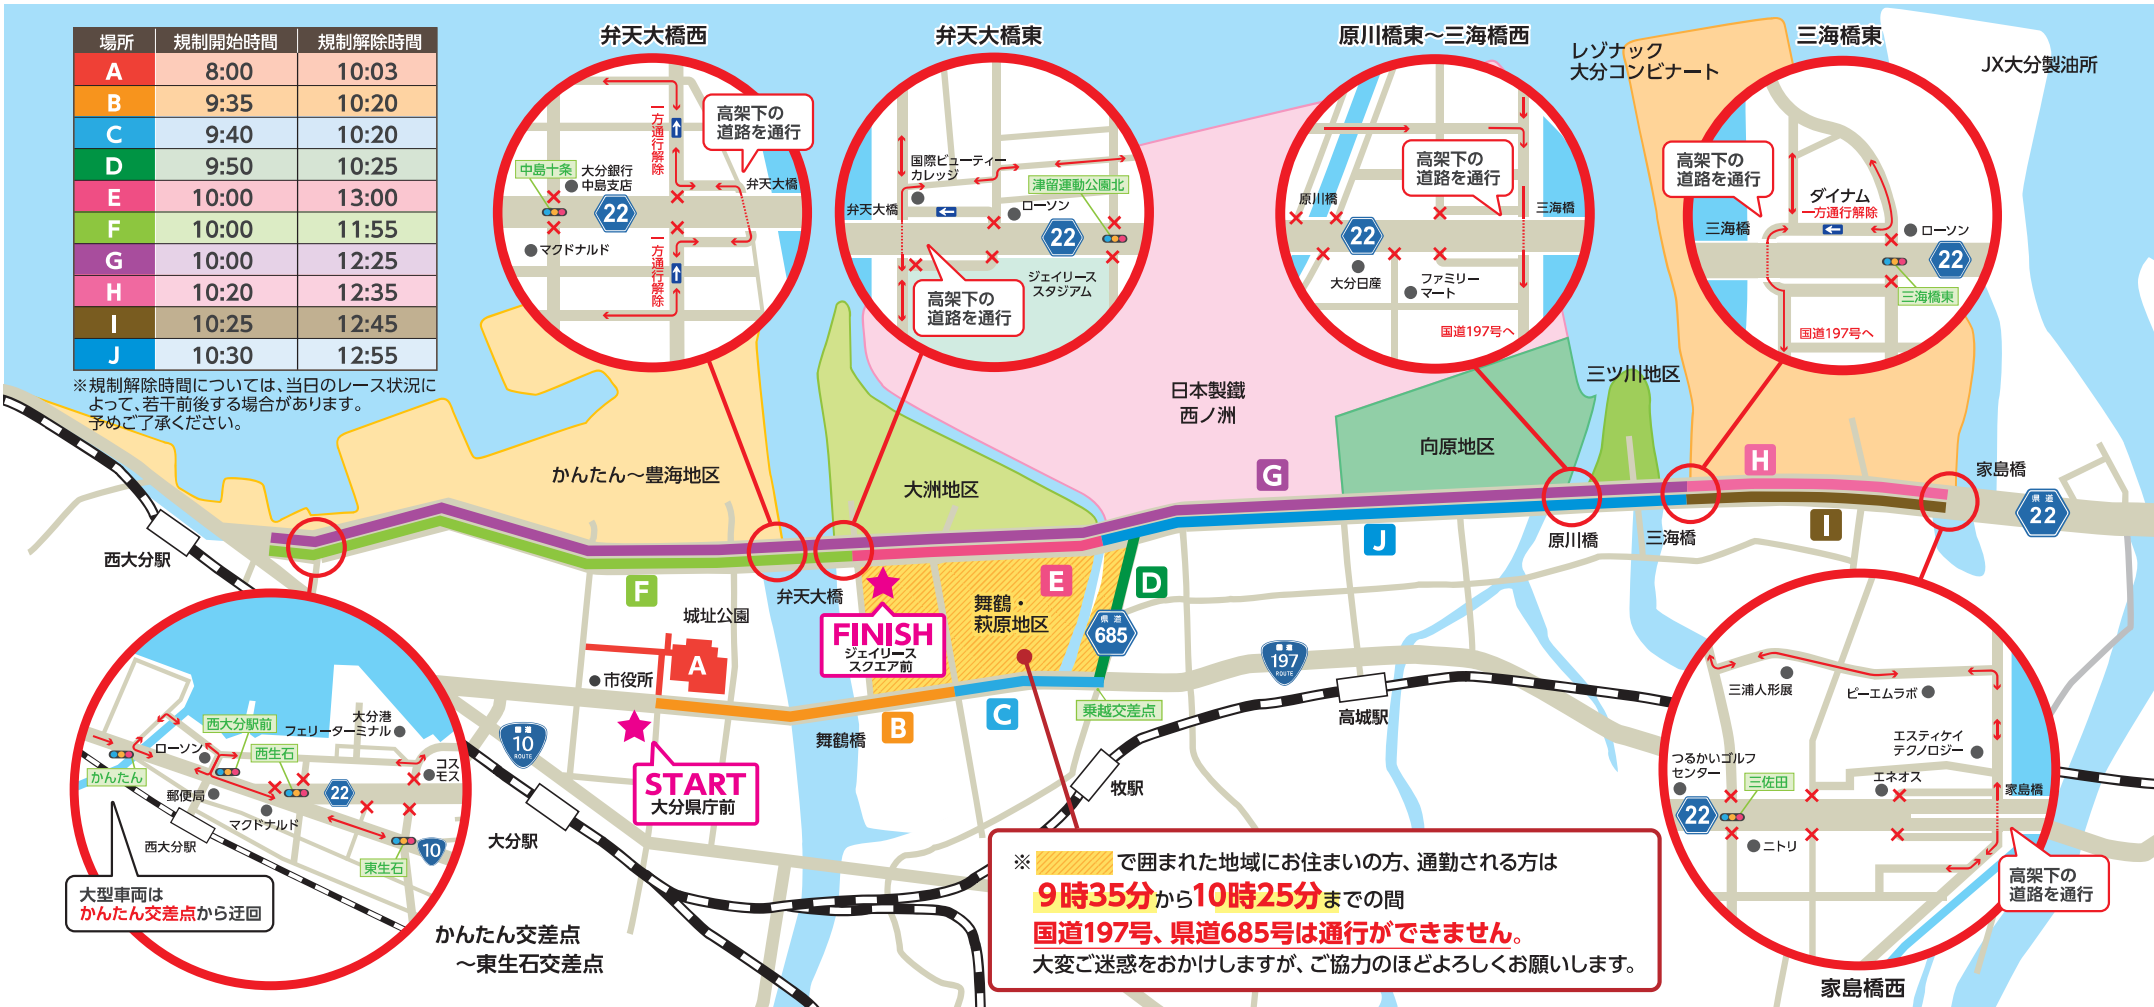 場所 規制開始時間 規制解除時間
A 8:00 10:03
B 9:35 10:20
C 9:40 10:20
D 9:50 10:25
E 10:00 13:00
F 10:00 11:55
G 10:00 12:25
H 10:20 12:35
I 10:25 12:45
J 10:30 12:55
※規制解除時間については、当日のレース状況に
よって、若干前後する場合があります。
予めご了承ください。
弁天大橋西
一方通行解除
高架下の
道路を通行
中島十条
大分銀行
中島支店
弁天大橋
22
マクドナルド
一方通行解除
弁天大橋東
国際ビューティー
カレッジ
津留運動公園北
弁天大橋
ローソン
22
ジェイリース
スタジアム
高架下の
道路を通行
原川橋東～三海橋西
高架下の
道路を通行
原川橋
三海橋
22
大分日産
ファミリー
マート
国道197号へ
レゾナック
大分コンビナート
三海橋東
高架下の
道路を通行
ダイナム
一方通行解除
三海橋
ローソン
22
三海橋東
国道197号へ
JX大分製油所
日本製鐵
西ノ洲
三ツ川地区
向原地区
かんたん～豊海地区
大洲地区
G
H
家島橋
県道
22
西大分駅
F
弁天大橋
E
D
J
原川橋
三海橋
I
城址公園
舞鶴・
萩原地区
FINISH
ジェイリース
スクエア前
県道
685
国道
197
ROUTE
A
市役所
B
C
乗越交差点
高城駅
舞鶴橋
国道
10
ROUTE
START
大分県庁前
大分駅
牧駅
西大分駅前
大分港
フェリーターミナル
ローソン
西生石
コス
モス
かんたん
郵便局
22
マクドナルド
西大分駅
10
東生石
大型車両は
かんたん交差点から迂回
かんたん交差点
～東生石交差点
※で囲まれた地域にお住まいの方、通勤される方は
9時35分から10時25分までの間
国道197号、県道685号は通行ができません。
大変ご迷惑をおかけしますが、ご協力のほどよろしくお願いします。
三浦人形展
ピーエムラボ
エスティケイ
テクノロジー
つるかいゴルフ
センター
三佐田
エネオス
家島橋
22
ニトリ
高架下の
道路を通行
家島橋西